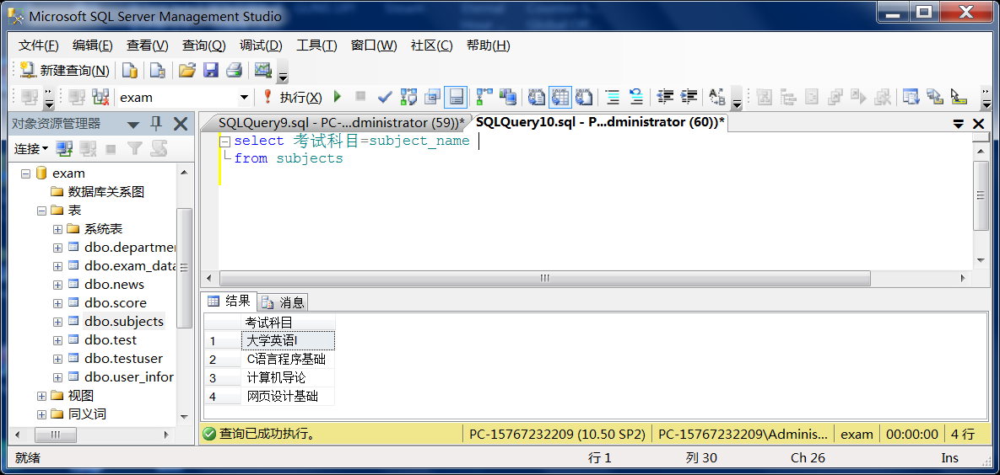 Microsoft SQL Server Management Studio
文件(F) 编辑(E) 查看(V) 查询(Q) 调试(D) 工具(T) 窗口(W) 社区(C) 帮助(H)
新建查询(N)
exam 执行(X)
对象资源管理器
连接
exam
数据库关系图
表
系统表
dbo.departme
dbo.exam_data
dbo.news
dbo.score
dbo.subjects
dbo.test
dbo.testuser
dbo.user_infor
视图
同义词
SQLQuery9.sql - PC-...dministrator (59))* SQLQuery10.sql - P...dministrator (60))*
select 考试科目=subject_name
from subjects
结果 消息
考试科目
1 大学英语I
2 C语言程序基础
3 计算机导论
4 网页设计基础
查询已成功执行。 PC-15767232209 (10.50 SP2) PC-15767232209\Adminis... exam 00:00:00 4 行
就绪 行 1 列 30 Ch 26 Ins